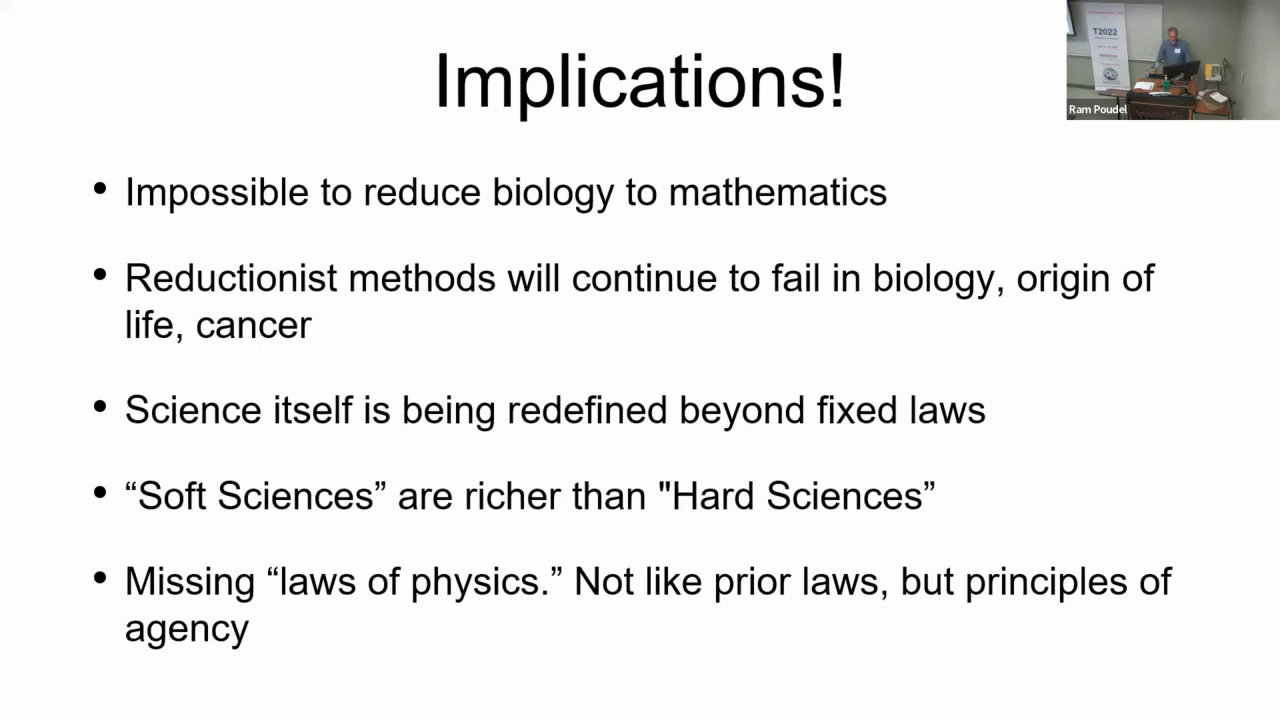 Implications!
T2022
Ram Poudel
• Impossible to reduce biology to mathematics
• Reductionist methods will continue to fail in biology, origin of
life, cancer
• Science itself is being redefined beyond fixed laws
• “Soft Sciences” are richer than "Hard Sciences”
• Missing “laws of physics.” Not like prior laws, but principles of
agency